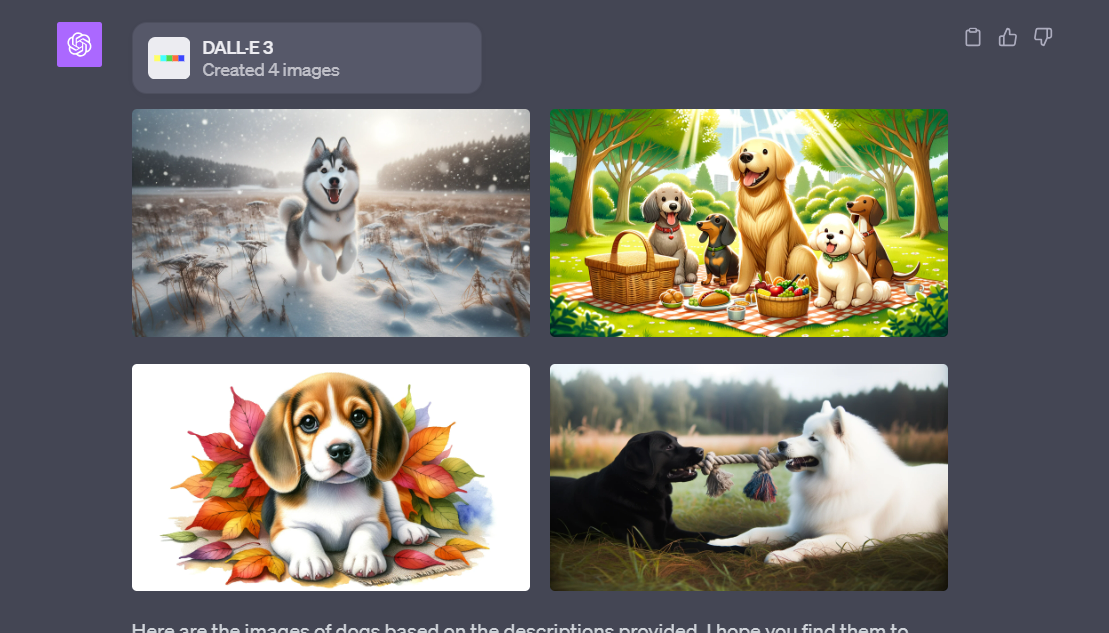 DALL·E 3
Created 4 images
Here are the images of dogs based on the descriptions provided. I hope you find them to